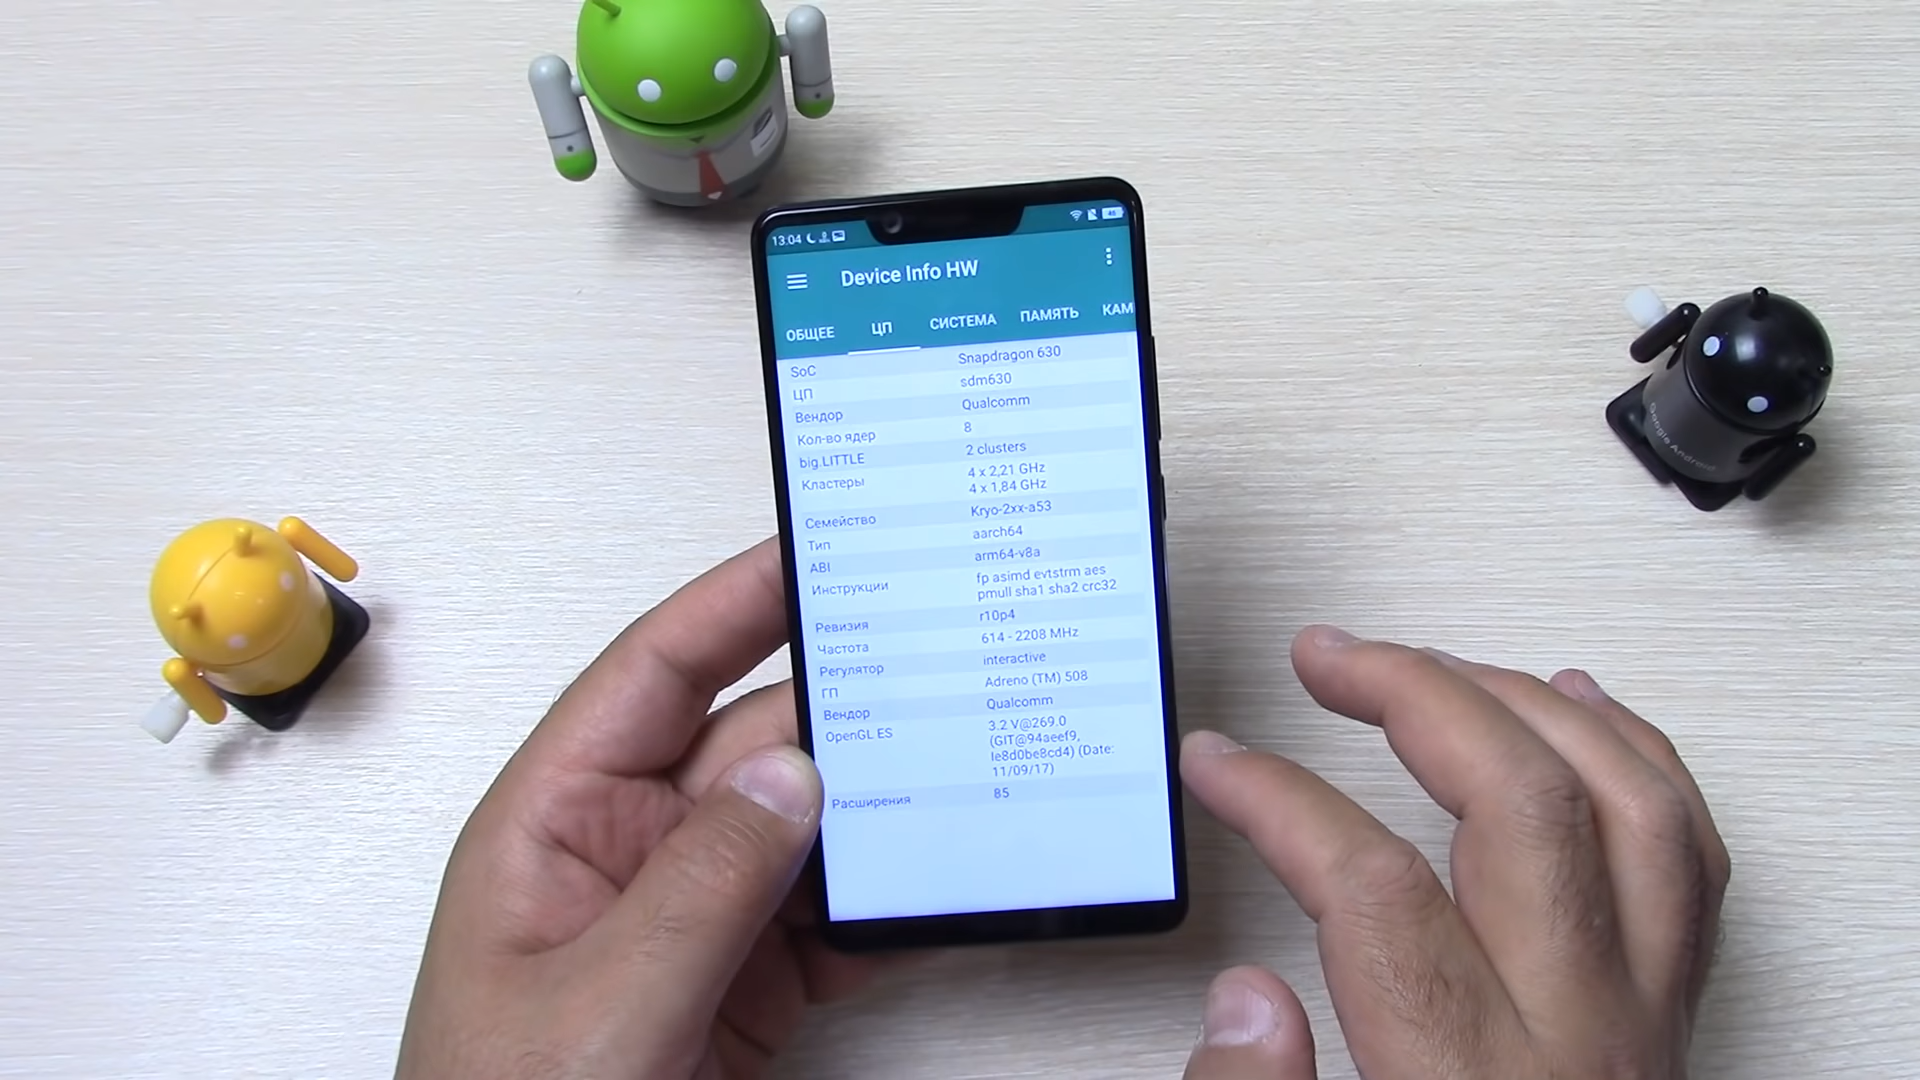 13:04
46
Device Info HW
ОБЩЕЕ ЦП СИСТЕМА ПАМЯТЬ КАМ
SoC Snapdragon 630
ЦП sdm630
Вендор Qualcomm
Кол-во ядер 8
big.LITTLE 2 clusters
Кластеры 4 x 2,21 GHz
4 x 1,84 GHz
Семейство Kryo-2xx-a53
Тип aarch64
ABI arm64-v8a
Инструкции fp asimd evtstrm aes
pmull sha1 sha2 crc32
Ревизия r10p4
Частота 614 - 2208 MHz
Регулятор interactive
ГП Adreno (TM) 508
Вендор Qualcomm
OpenGL ES 3.2 V@269.0
(GIT@94aeef9,
Ie8d0be8cd4) (Date:
11/09/17)
Расширения 85
Google Android